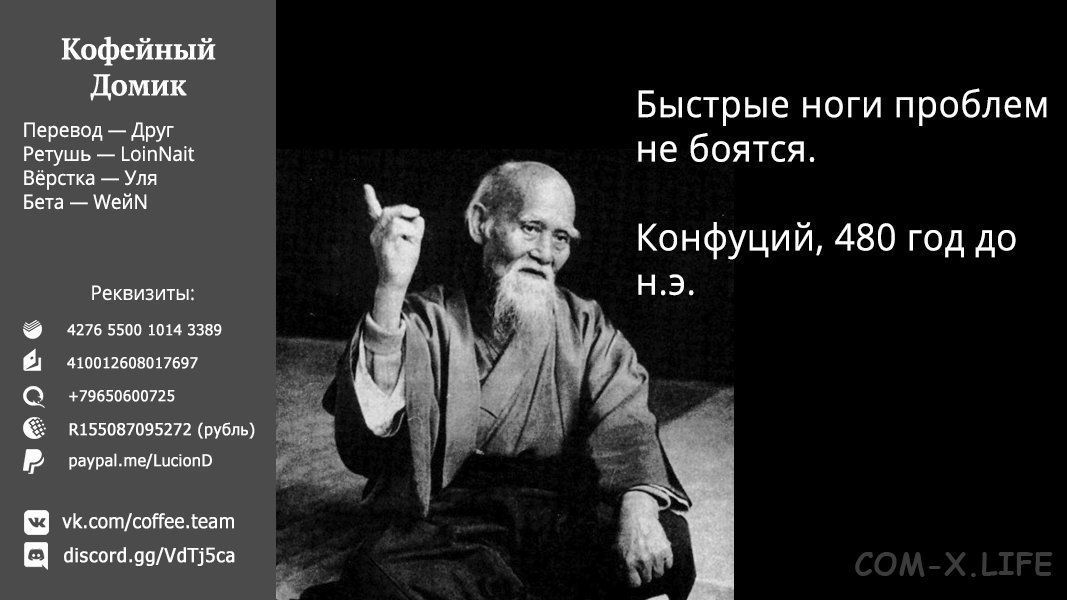 Кофейный
Домик
Перевод — Друг
Ретушь — LoinNait
Вёрстка — Уля
Бета — WeйN
Реквизиты:
4276 5500 1014 3389
410012608017697
+79650600725
R155087095272 (рубль)
paypal.me/LucionD
vk.com/coffee.team
discord.gg/VdTj5ca
Быстрые ноги проблем
не боятся.
Конфуций, 480 год до
н.э.
COM-X.LIFE